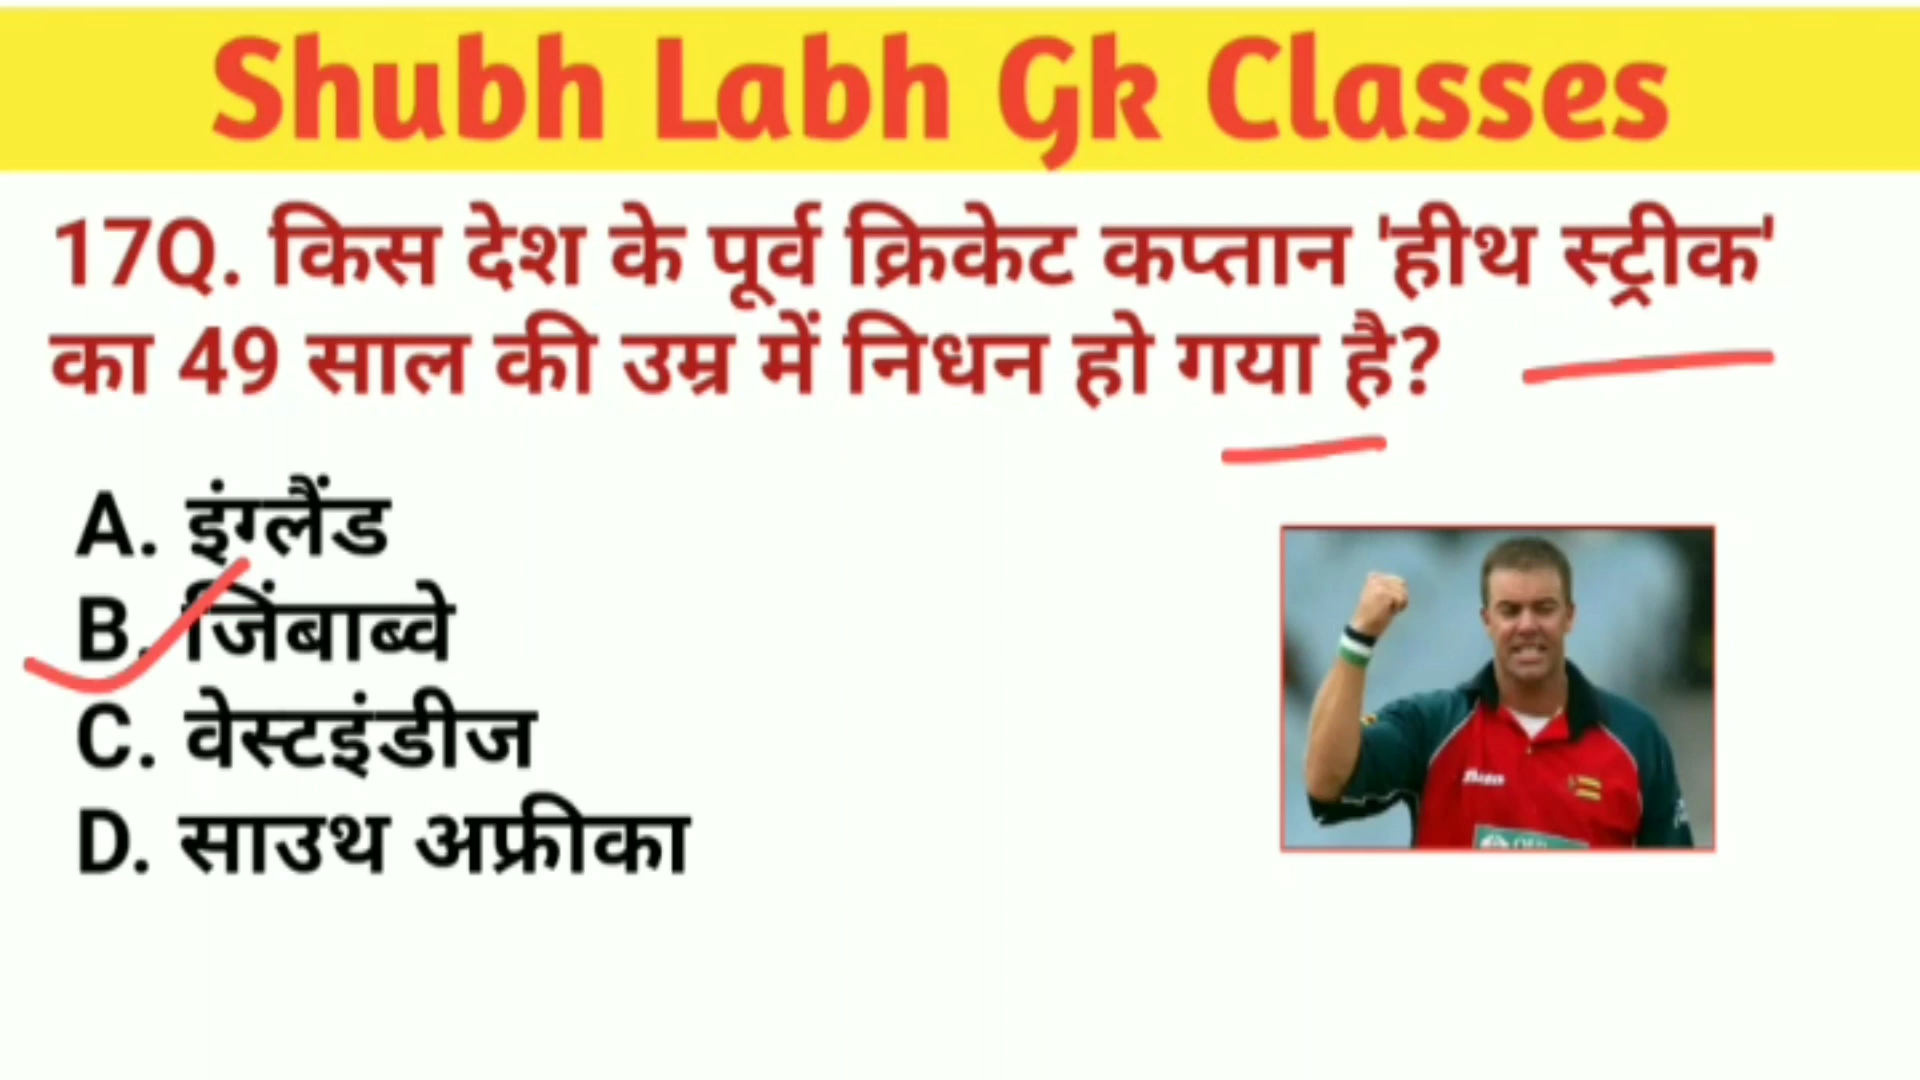 Shubh Labh Gk Classes
17Q. किस देश के पूर्व क्रिकेट कप्तान 'हीथ स्ट्रीक'
का 49 साल की उम्र में निधन हो गया है?
A. इंग्लैंड
B. जिंबाब्वे
C. वेस्टइंडीज
D. साउथ अफ्रीका